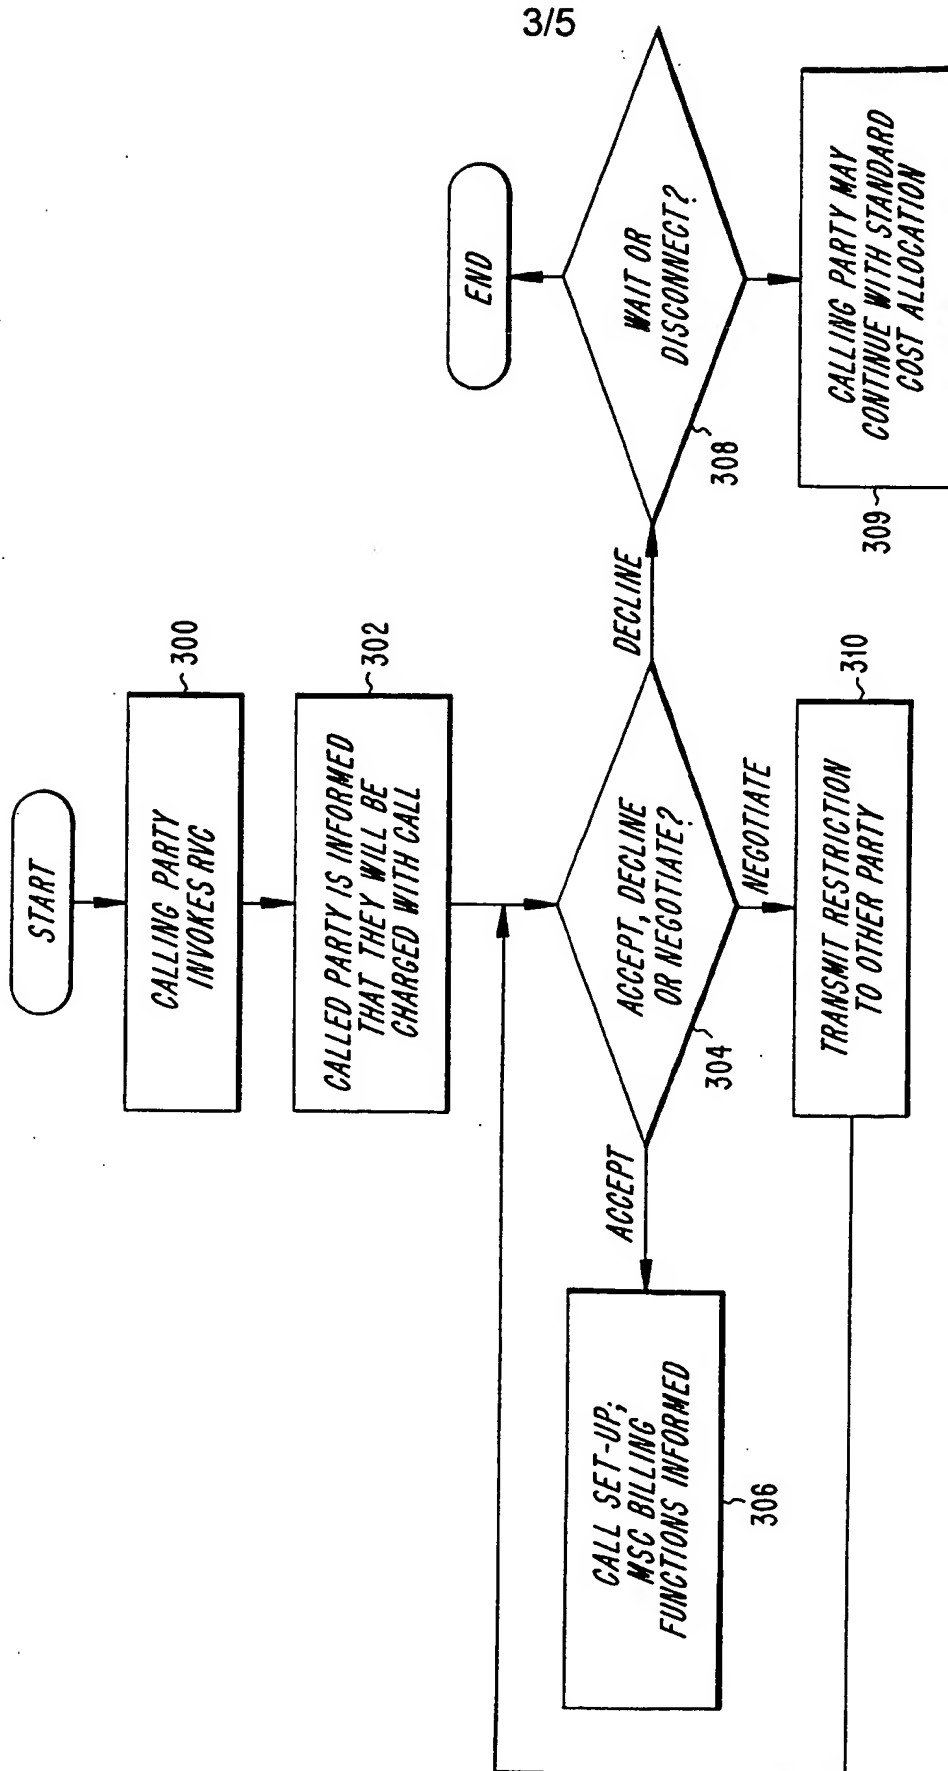 3/5
START
CALLING PARTY
INVOKES RVC
300
CALLED PARTY IS INFORMED
THAT THEY WILL BE
CHARGED WITH CALL
302
ACCEPT, DECLINE
OR NEGOTIATE?
304
ACCEPT
CALL SET-UP;
MSC BILLING
FUNCTIONS INFORMED
306
DECLINE
WAIT OR
DISCONNECT?
308
END
CALLING PARTY MAY
CONTINUE WITH STANDARD
COST ALLOCATION
309
NEGOTIATE
TRANSMIT RESTRICTION
TO OTHER PARTY
310